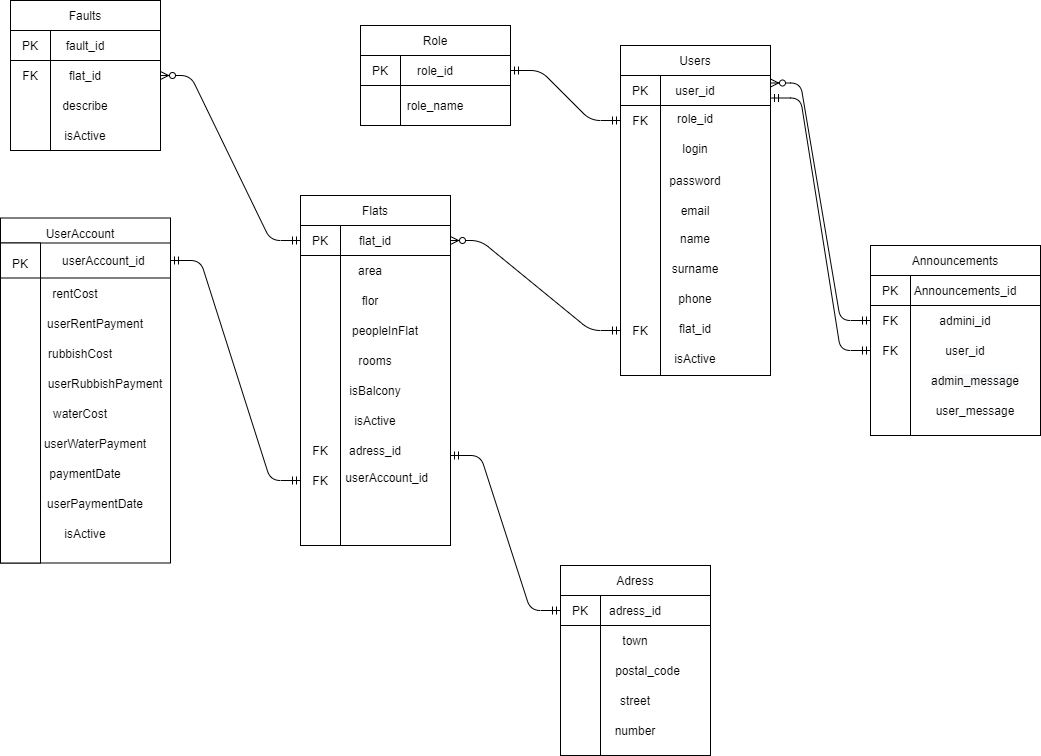 Faults
PK fault_id
FK flat_id
describe
isActive
Role
PK role_id
role_name
Users
PK user_id
FK role_id
login
password
email
name
surname
phone
FK flat_id
isActive
UserAccount
PK userAccount_id
rentCost
userRentPayment
rubbishCost
userRubbishPayment
waterCost
userWaterPayment
paymentDate
userPaymentDate
isActive
Flats
PK flat_id
area
flor
peopleInFlat
rooms
isBalcony
isActive
FK adress_id
FK userAccount_id
Announcements
PK Announcements_id
FK admini_id
FK user_id
admin_message
user_message
Adress
PK adress_id
town
postal_code
street
number